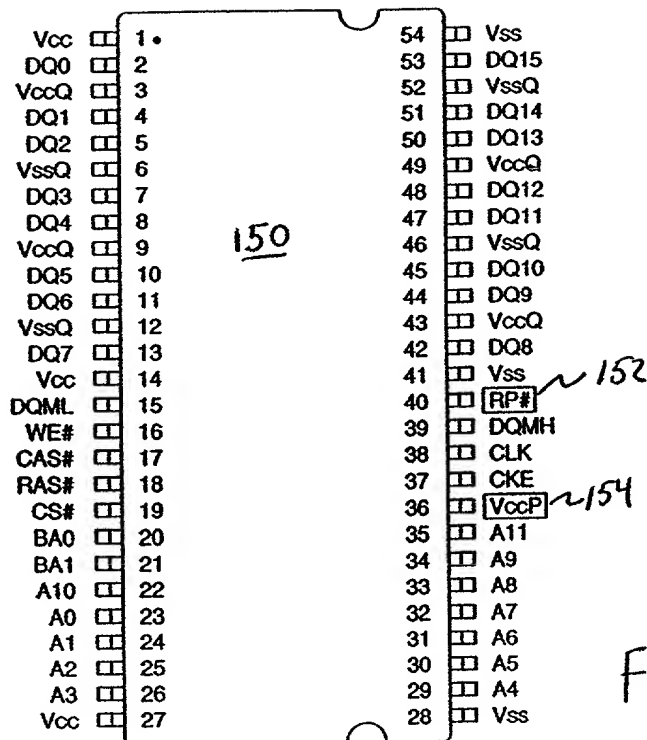 Vcc 1 54 Vss
DQ0 2 53 DQ15
VccQ 3 52 VssQ
DQ1 4 51 DQ14
DQ2 5 50 DQ13
VssQ 6 49 VccQ
DQ3 7 48 DQ12
DQ4 8 47 DQ11
VccQ 9 150 46 VssQ
DQ5 10 45 DQ10
DQ6 11 44 DQ9
VssQ 12 43 VccQ
DQ7 13 42 DQ8
Vcc 14 41 Vss
DQML 15 40 RP# 152
WE# 16 39 DQMH
CAS# 17 38 CLK
RAS# 18 37 CKE
CS# 19 36 VccP 154
BA0 20 35 A11
BA1 21 34 A9
A10 22 33 A8
A0 23 32 A7
A1 24 31 A6
A2 25 30 A5
A3 26 29 A4 F
Vcc 27 28 Vss